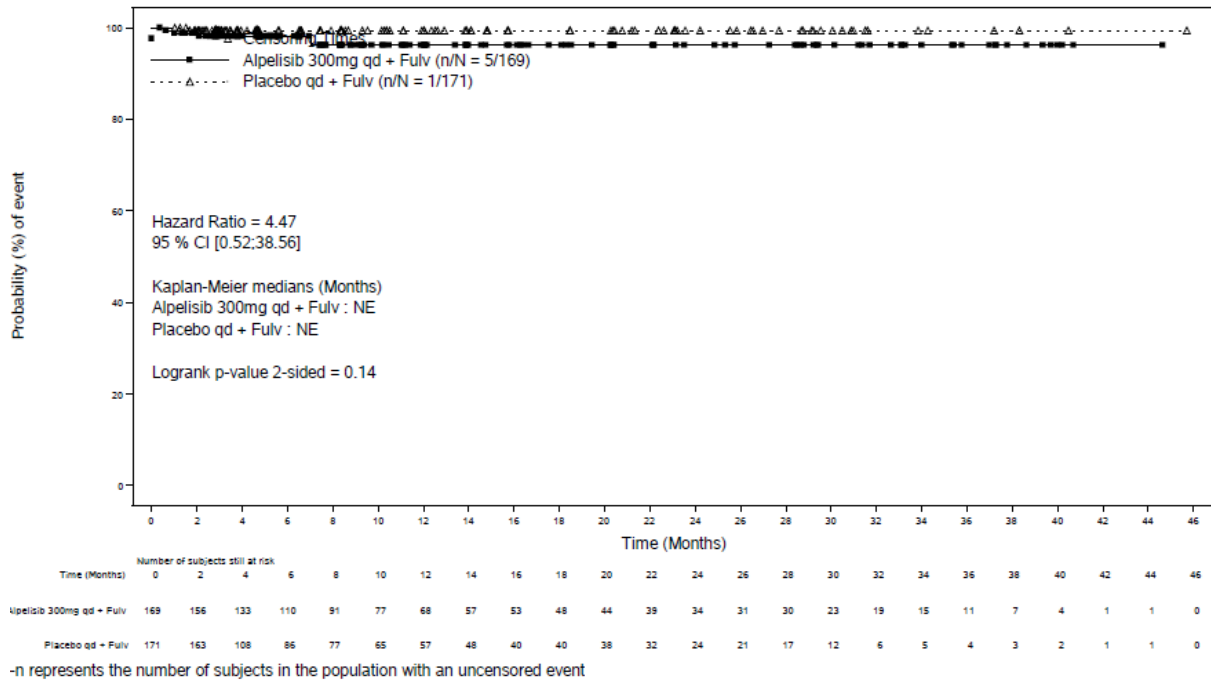 Probability (%) of event
100
80
60
40
20
0
Censoring Times
Alpelisib 300mg qd + Fulv (n/N = 5/169)
Placebo qd + Fulv (n/N = 1/171)
Hazard Ratio = 4.47
95 % CI [0.52;38.56]
Kaplan-Meier medians (Months)
Alpelisib 300mg qd + Fulv : NE
Placebo qd + Fulv : NE
Logrank p-value 2-sided = 0.14
0 2 4 6 8 10 12 14 16 18 20 22 24 26 28 30 32 34 36 38 40 42 44 46
Time (Months)
Number of subjects still at risk
Time (Months) 0 2 4 6 8 10 12 14 16 18 20 22 24 26 28 30 32 34 36 38 40 42 44 46
Alpelisib 300mg qd + Fulv 169 156 133 110 91 77 68 57 53 48 44 39 34 31 30 23 19 15 11 7 4 1 1 0
Placebo qd + Fulv 171 163 108 86 77 65 57 48 40 40 38 32 24 21 17 12 6 5 4 3 2 1 1 0
-n represents the number of subjects in the population with an uncensored event